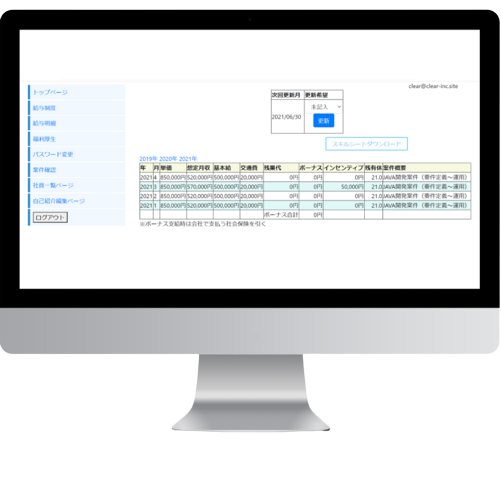 clear@clear-inc.site
トップページ
給与制度
給与明細
福利厚生
パスワード変更
案件確認
社員一覧ページ
自己紹介編集ページ
ログアウト
次回更新月 更新希望
2021/06/30 未記入
更新
スキルシートダウンロード
2019年 2020年 2021年
年 月 単価 想定月収 基本給 交通費 残業代 ボーナス インセンティブ 残有休 案件概要
2021 4 850,000円 520,000円 500,000円 20,000円 0円 0円 0円 21.0 JAVA開発案件（要件定義～運用）
2021 3 850,000円 570,000円 500,000円 20,000円 0円 0円 50,000円 21.0 JAVA開発案件（要件定義～運用）
2021 2 850,000円 520,000円 500,000円 20,000円 0円 0円 0円 21.0 JAVA開発案件（要件定義～運用）
2021 1 850,000円 520,000円 500,000円 20,000円 0円 0円 0円 21.0 JAVA開発案件（要件定義～運用）
ボーナス合計 0円
※ボーナス支給時は会社で支払う社会保険を引く